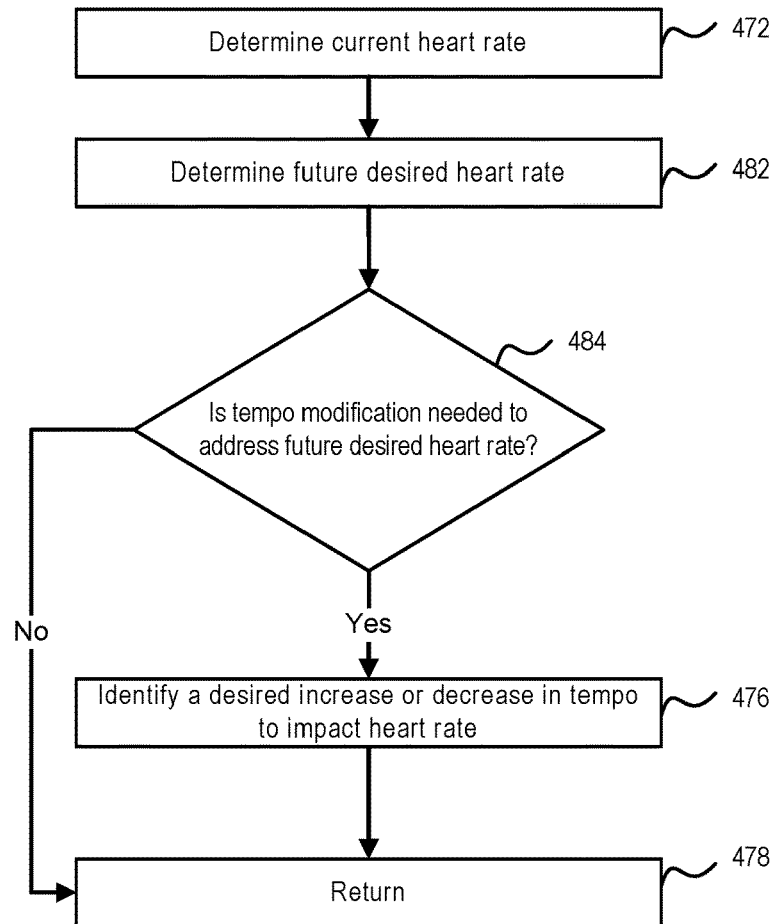 Determine current heart rate
472
Determine future desired heart rate
482
484
Is tempo modification needed to
address future desired heart rate?
No
Yes
Identify a desired increase or decrease in tempo
to impact heart rate
476
Return
478